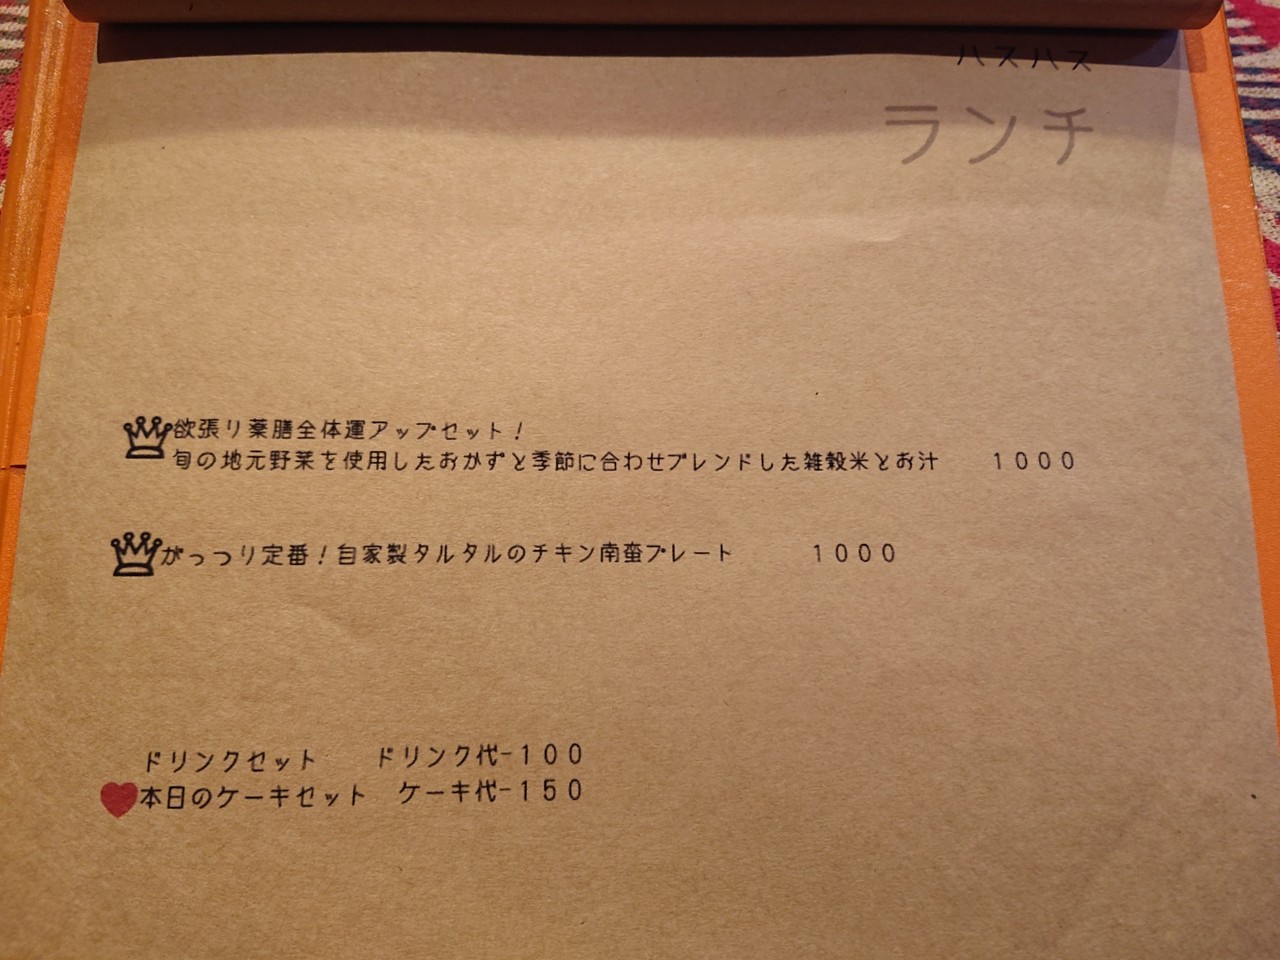 ハスハス
ランチ
欲張り薬膳全体運アップセット！
旬の地元野菜を使用したおかずと季節に合わせブレンドした雑穀米とお汁　１０００
がっつり定番！自家製タルタルのチキン南蛮プレート　１０００
ドリンクセット　ドリンク代-１００
本日のケーキセット　ケーキ代-１５０